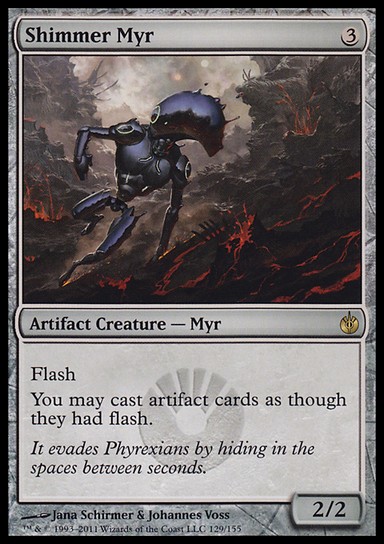 Shimmer Myr 3
Artifact Creature — Myr
Flash
You may cast artifact cards as though
they had flash.
It evades Phyrexians by hiding in the
spaces between seconds.
Jana Schirmer & Johannes Voss
™ & © 1993–2011 Wizards of the Coast LLC 129/155
2/2